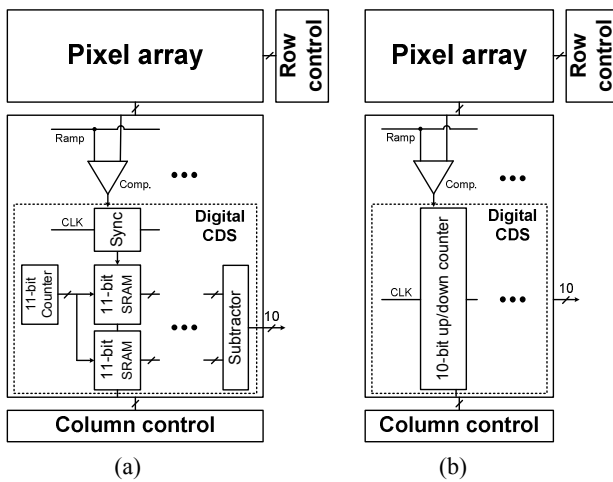 Pixel array
Row
control
Ramp
Comp.
CLK
Sync
Digital
CDS
11-bit
Counter
11-bit
SRAM
11-bit
SRAM
Subtractor
10
Column control
(a)
Pixel array
Row
control
Ramp
Comp.
Digital
CDS
CLK
10-bit up/down counter
10
Column control
(b)